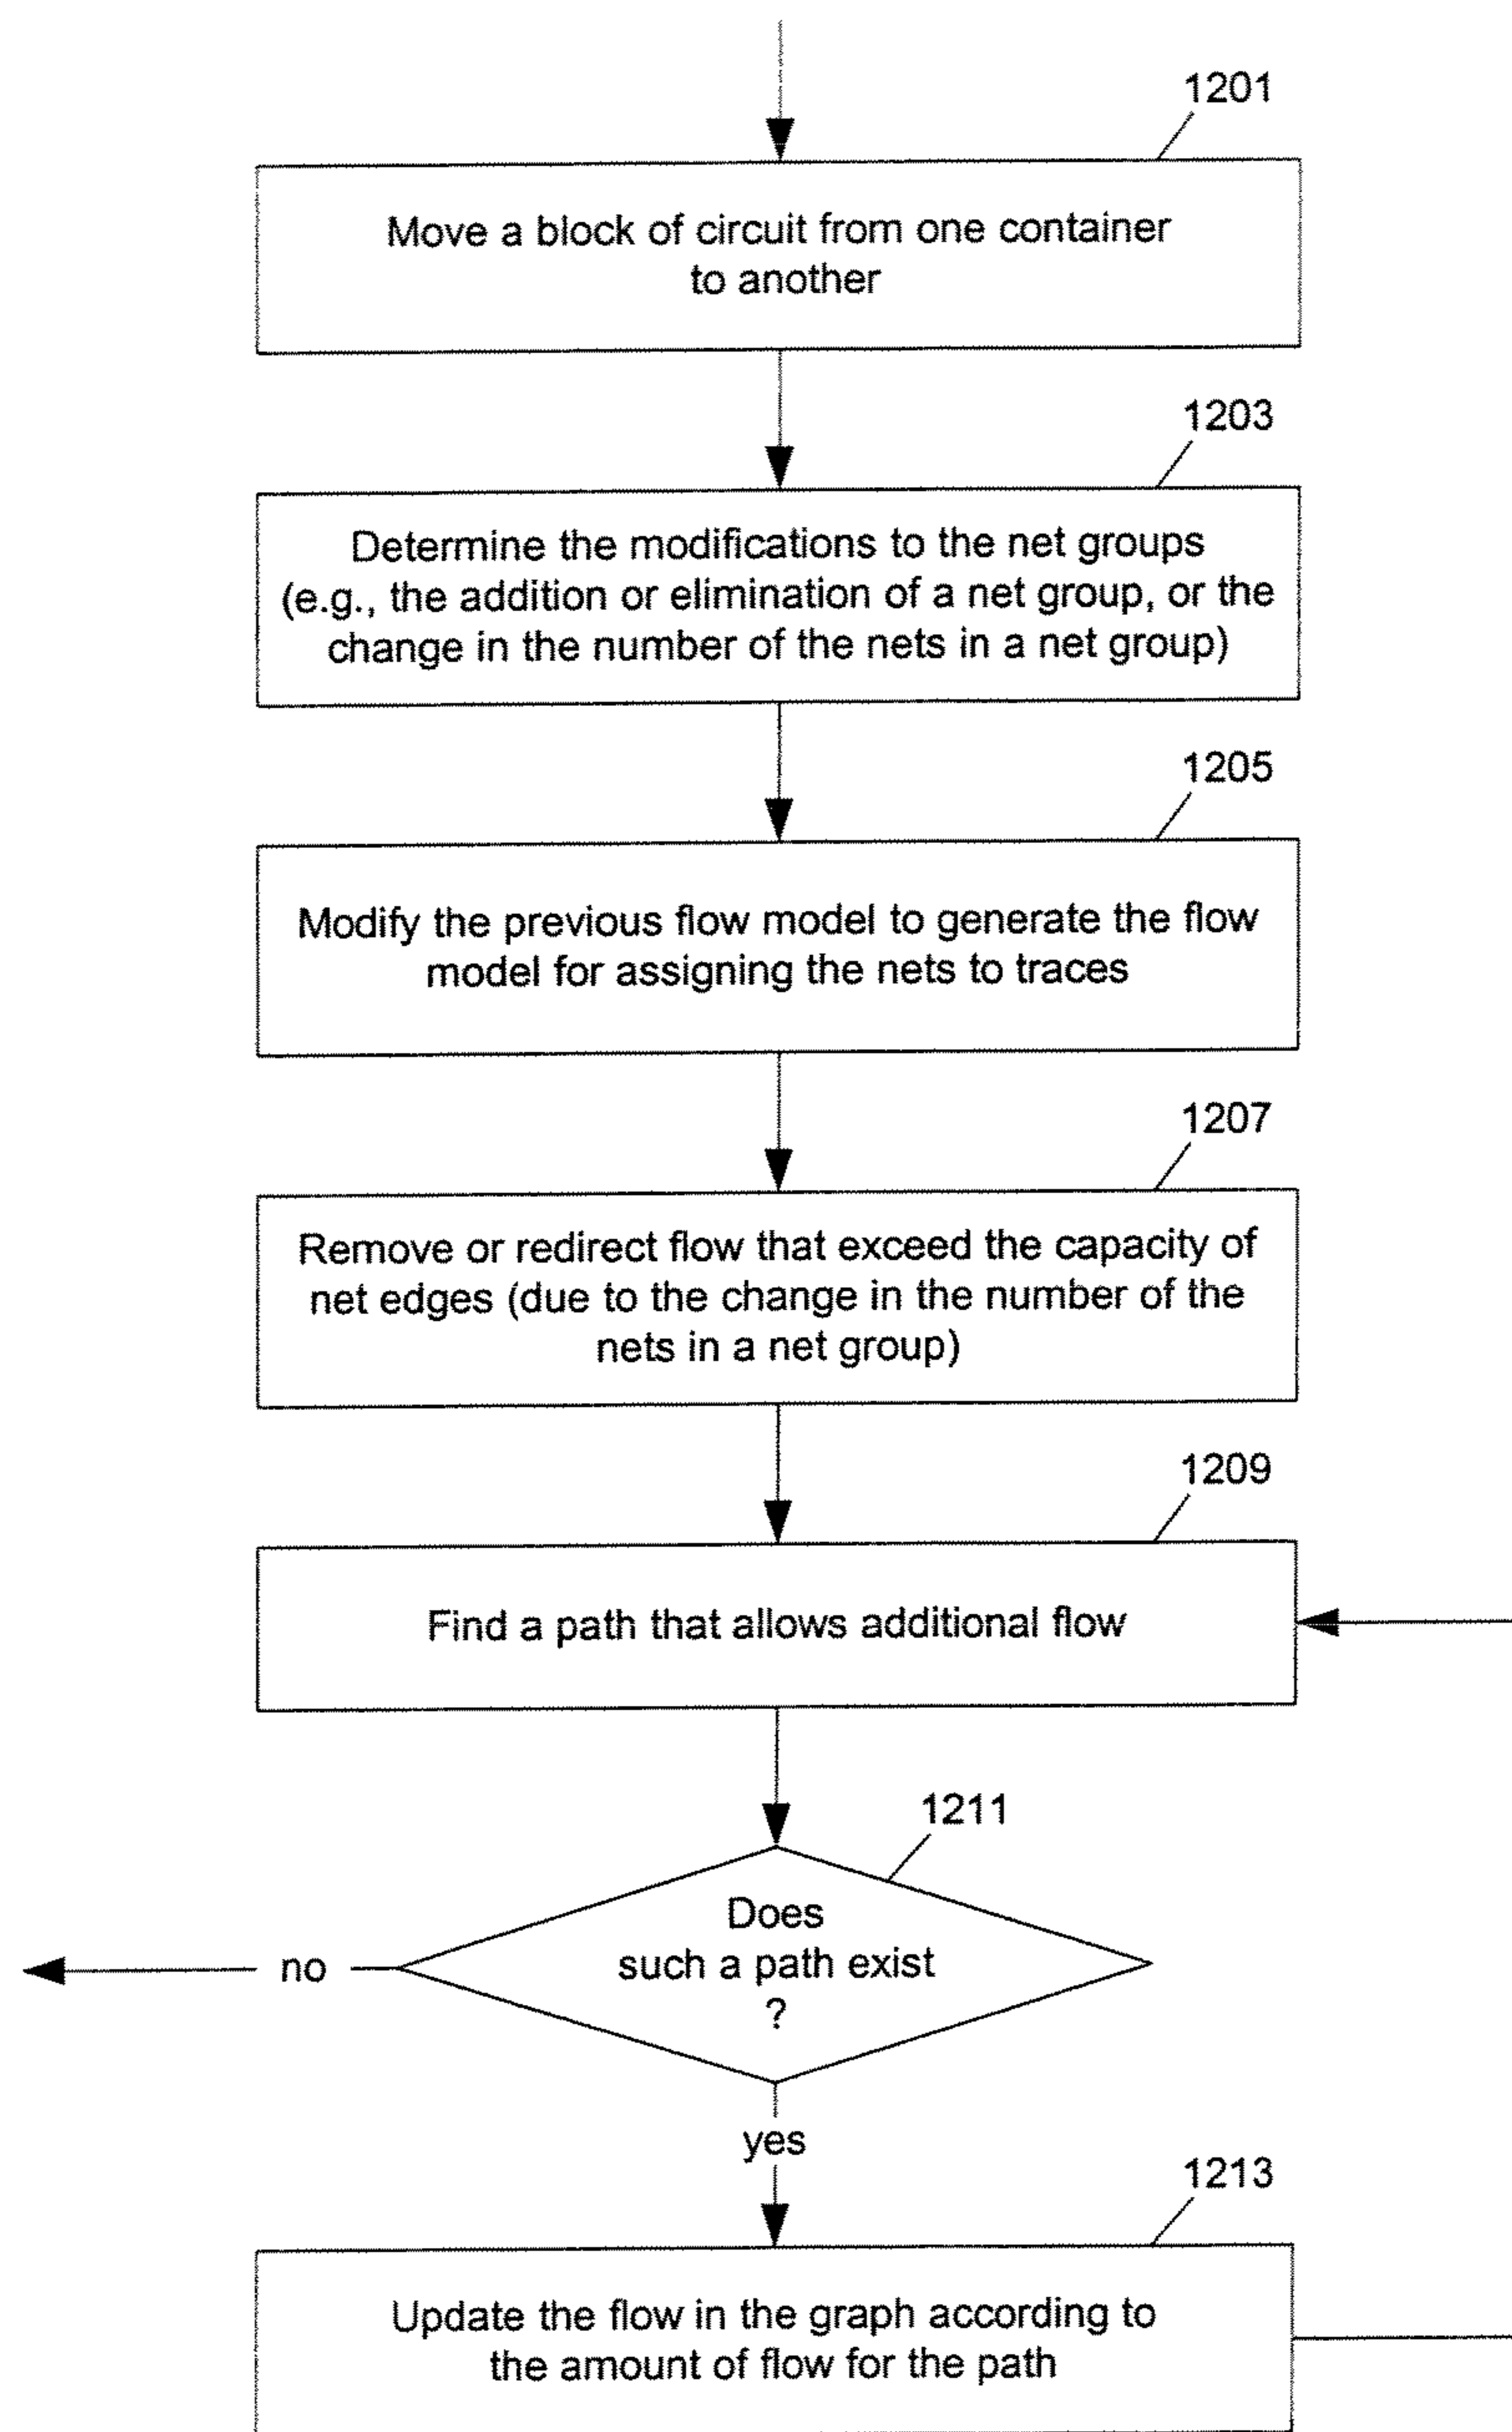 1201
Move a block of circuit from one container
to another
1203
Determine the modifications to the net groups
(e.g., the addition or elimination of a net group, or the
change in the number of the nets in a net group)
1205
Modify the previous flow model to generate the flow
model for assigning the nets to traces
1207
Remove or redirect flow that exceed the capacity of
net edges (due to the change in the number of the
nets in a net group)
1209
Find a path that allows additional flow
1211
Does
such a path exist
?
no
yes
1213
Update the flow in the graph according to
the amount of flow for the path